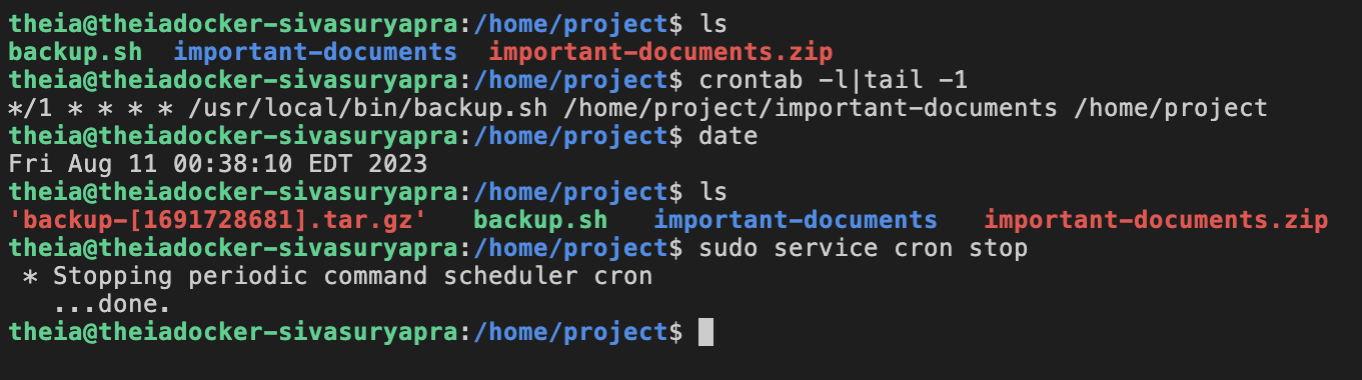 theia@theiadocker-sivasuryapra:/home/project$ ls
backup.sh  important-documents  important-documents.zip
theia@theiadocker-sivasuryapra:/home/project$ crontab -l|tail -1
*/1 * * * * /usr/local/bin/backup.sh /home/project/important-documents /home/project
theia@theiadocker-sivasuryapra:/home/project$ date
Fri Aug 11 00:38:10 EDT 2023
theia@theiadocker-sivasuryapra:/home/project$ ls
'backup-[1691728681].tar.gz'   backup.sh   important-documents   important-documents.zip
theia@theiadocker-sivasuryapra:/home/project$ sudo service cron stop
 * Stopping periodic command scheduler cron
   ...done.
theia@theiadocker-sivasuryapra:/home/project$